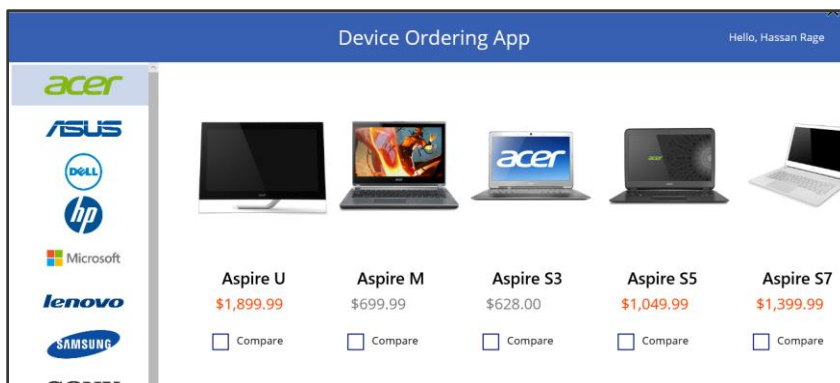 Device Ordering App
Hello, Hassan Rage
acer
ASUS
DELL
hp
Microsoft
lenovo
SAMSUNG
acer
acer
Aspire U
Aspire M
Aspire S3
Aspire S5
Aspire S7
$1,899.99
$699.99
$628.00
$1,049.99
$1,399.99
Compare
Compare
Compare
Compare
Compare